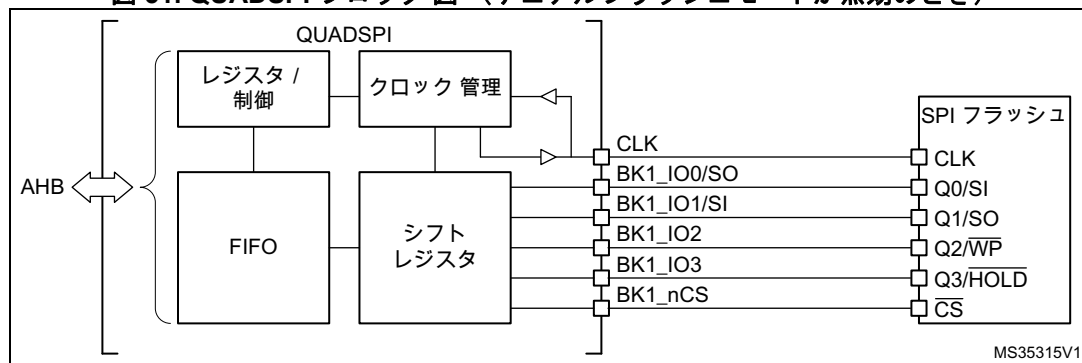 図 61. QUADSPI ブロック 図 (デュアルフラッシュモードが無効のとき)
QUADSPI
レジスタ /
制御
クロック 管理
SPI フラッシュ
AHB
FIFO
シフト
レジスタ
CLK
BK1_IO0/SO
BK1_IO1/SI
BK1_IO2
BK1_IO3
BK1_nCS
CLK
Q0/SI
Q1/SO
Q2/WP
Q3/HOLD
CS
MS35315V1